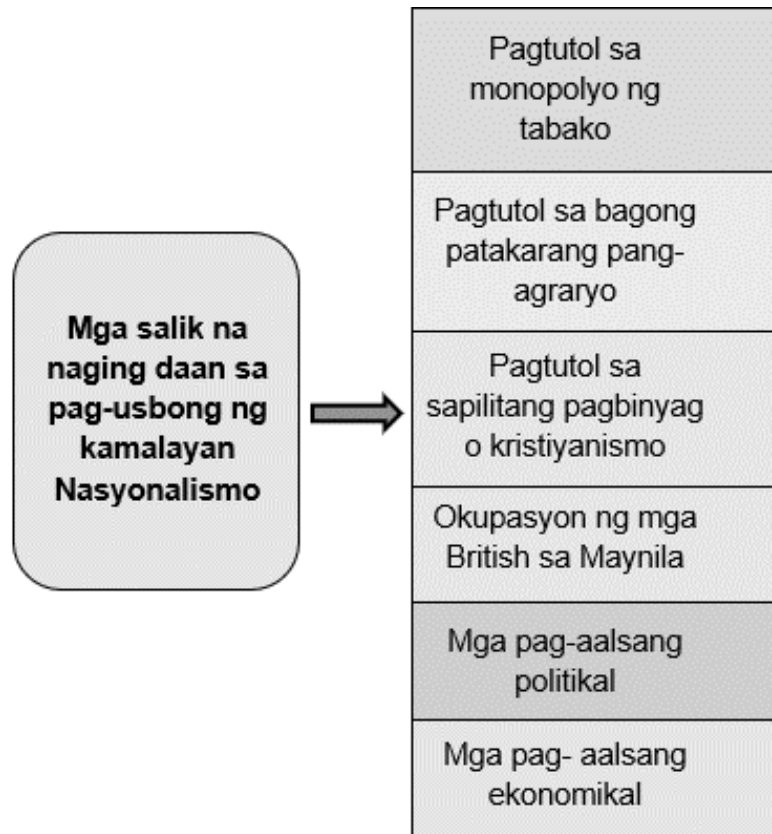 Mga salik na
naging daan sa
pag-usbong ng
kamalayan
Nasyonalismo
Pagtutol sa
monopolyo ng
tabako
Pagtutol sa bagong
patakarang pang-
agraryo
Pagtutol sa
sapilitang pagbinyag
o kristiyanismo
Okupasyon ng mga
British sa Maynila
Mga pag-aalsang
politikal
Mga pag- aalsang
ekonomikal